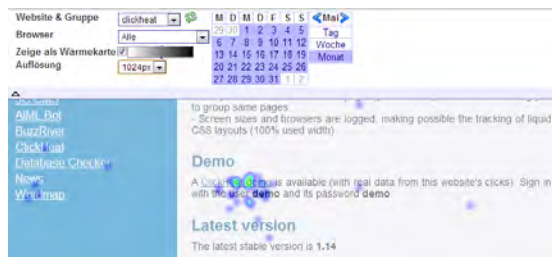 Website & Gruppe clickheat
Browser Alle
Zeige als Wärmekarte
Auflösung 1024px
M D M D F S S
29 30 1 2 3 4 5
6 7 8 9 10 11 12
13 14 15 16 17 18 19
20 21 22 23 24 25 26
27 28 29 30 31 1 2
< Mai >
Tag
Woche
Monat
AIML Bot
BuzRiver
ClickHeat
Database Checker
News
to group same pages
- Screen sizes and browsers are logged, making possible the tracking of liquid
CSS layouts (100% used width)
Demo
A ClickHeat demo is available (with real data from this website's clicks). Sign in
with the user demo and its password demo.
Latest version
The latest stable version is 1.14